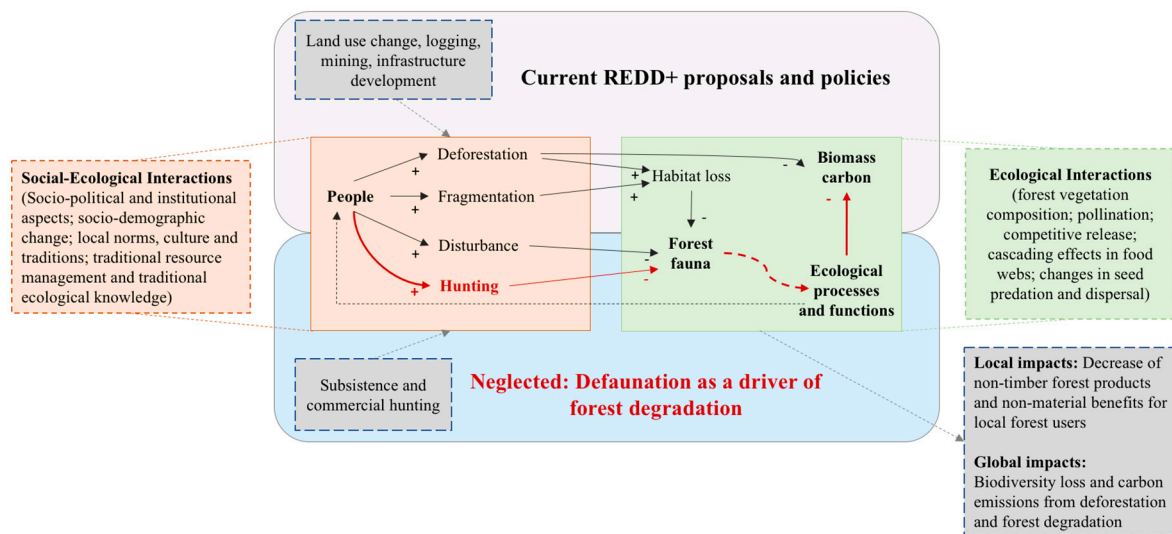 Land use change, logging,
mining, infrastructure
development
Current REDD+ proposals and policies
Social-Ecological Interactions
(Socio-political and institutional
aspects; socio-demographic
change; local norms, culture and
traditions; traditional resource
management and traditional
ecological knowledge)
People
+
+
+
+
Deforestation
Fragmentation
Disturbance
Hunting
+
+
Habitat loss
-
-
-
Forest
fauna
-
Biomass
carbon
-
Ecological
processes
and functions
Ecological Interactions
(forest vegetation
composition; pollination;
competitive release;
cascading effects in food
webs; changes in seed
predation and dispersal)
Subsistence and
commercial hunting
Neglected: Defaunation as a driver of
forest degradation
Local impacts: Decrease of
non-timber forest products
and non-material benefits for
local forest users
Global impacts:
Biodiversity loss and carbon
emissions from deforestation
and forest degradation